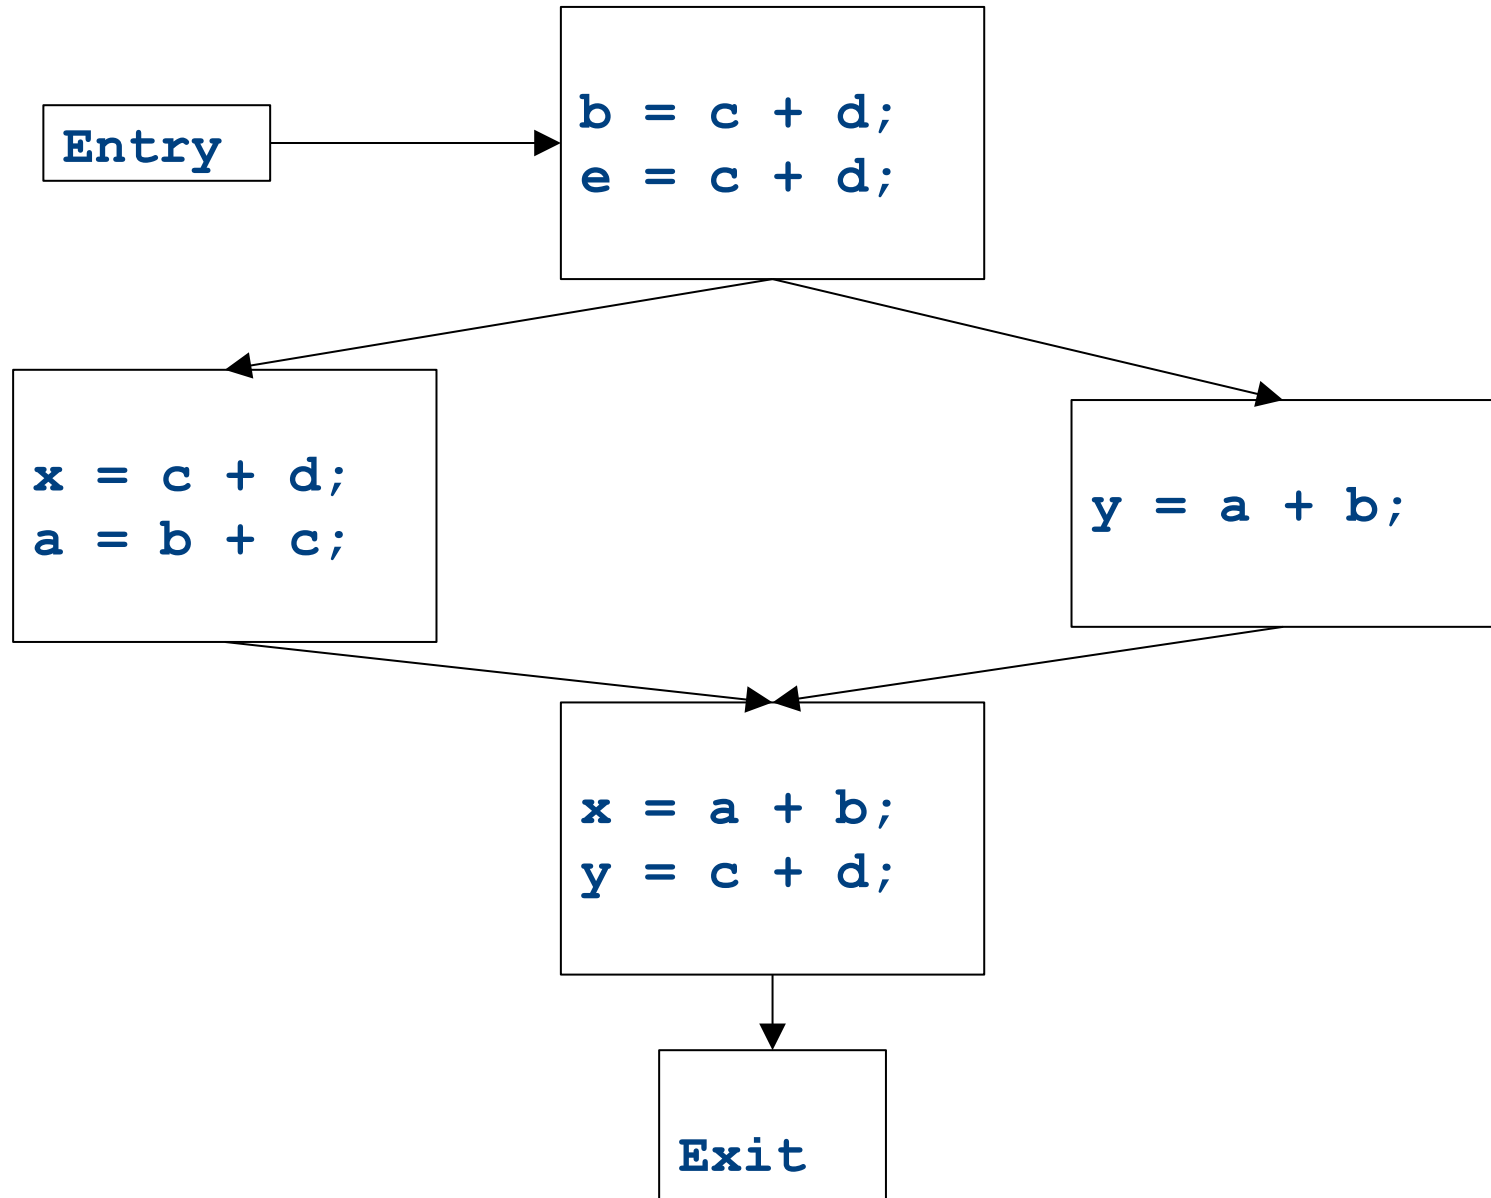 Entry
b = c + d;
e = c + d;
x = c + d;
a = b + c;
y = a + b;
x = a + b;
y = c + d;
Exit